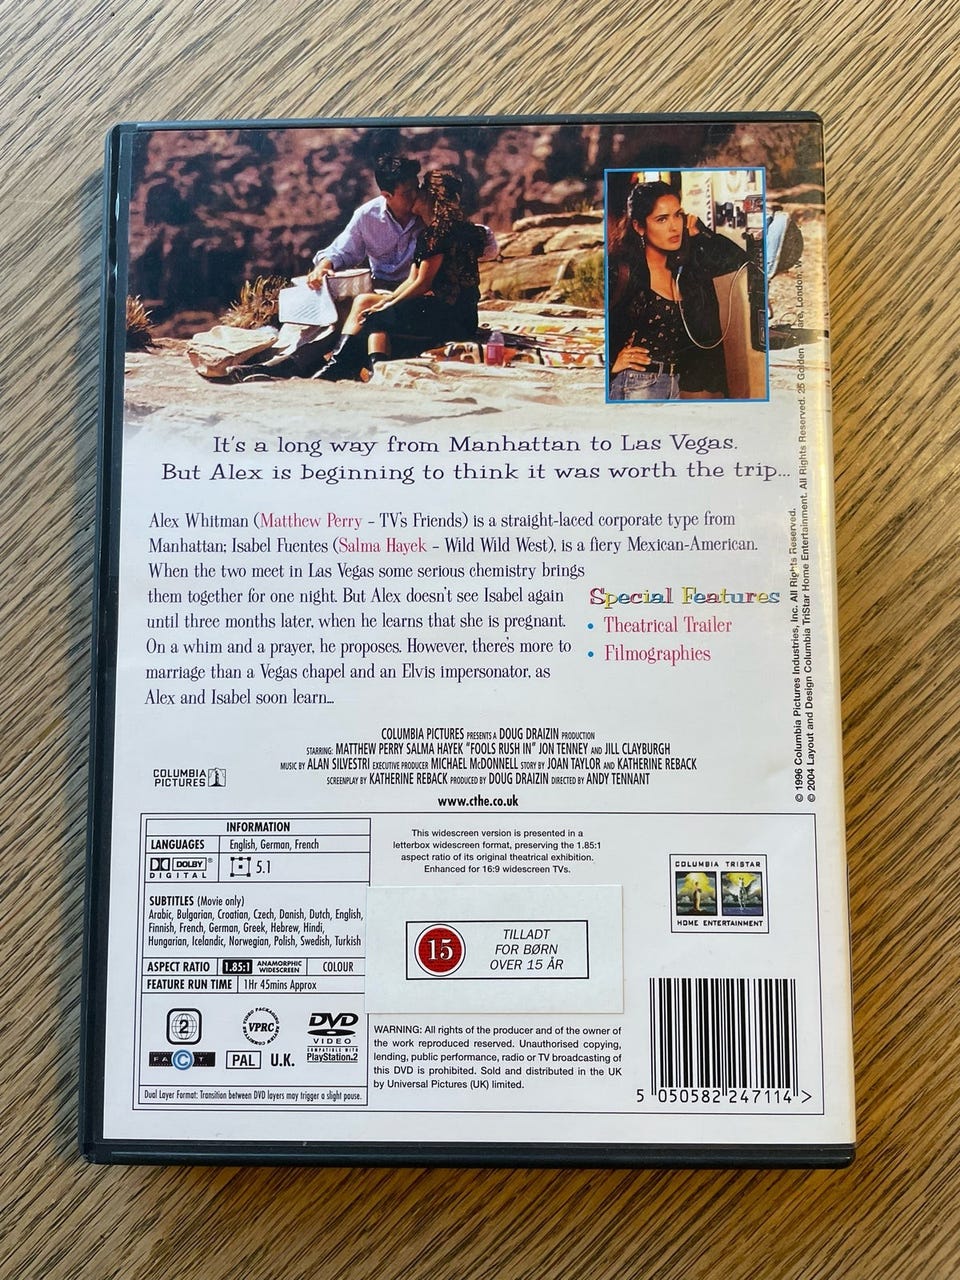 It's a long way from Manhattan to Las Vegas.
But Alex is beginning to think it was worth the trip...
Alex Whitman (Matthew Perry – TV's Friends) is a straight-laced corporate type from
Manhattan; Isabel Fuentes (Salma Hayek – Wild Wild West), is a fiery Mexican-American.
When the two meet in Las Vegas some serious chemistry brings
them together for one night. But Alex doesn't see Isabel again
until three months later, when he learns that she is pregnant.
On a whim and a prayer, he proposes. However, there's more to
marriage than a Vegas chapel and an Elvis impersonator, as
Alex and Isabel soon learn...
Special Features
• Theatrical Trailer
• Filmographies
COLUMBIA PICTURES PRESENTS A DOUG DRAIZIN PRODUCTION
STARRING: MATTHEW PERRY SALMA HAYEK "FOOLS RUSH IN" JON TENNEY AND JILL CLAYBURGH
MUSIC BY ALAN SILVESTRI EXECUTIVE PRODUCER MICHAEL McDONNELL STORY BY JOAN TAYLOR AND KATHERINE REBACK
SCREENPLAY BY KATHERINE REBACK PRODUCED BY DOUG DRAIZIN DIRECTED BY ANDY TENNANT
COLUMBIA
PICTURES
www.cthe.co.uk
© 1996 Columbia Pictures Industries, Inc. All Rights Reserved.
© 2004 Layout and Design Columbia TriStar Home Entertainment. All Rights Reserved. 25 Golden are, London, W
INFORMATION
LANGUAGES English, German, French
DOLBY DIGITAL 5.1
SUBTITLES (Movie only)
Arabic, Bulgarian, Croatian, Czech, Danish, Dutch, English,
Finnish, French, German, Greek, Hebrew, Hindi,
Hungarian, Icelandic, Norwegian, Polish, Swedish, Turkish
ASPECT RATIO 1.85:1 ANAMORPHIC WIDESCREEN COLOUR
FEATURE RUN TIME 1Hr 45mins Approx
2
VIDEO PACKAGING REVIEW COMMITTEE
VPRC
DVD
VIDEO
COMPATIBLE WITH
PlayStation.2
FACT
PAL U.K.
Dual Layer Format: Transition between DVD layers may trigger a slight pause.
This widescreen version is presented in a
letterbox widescreen format, preserving the 1.85:1
aspect ratio of its original theatrical exhibition.
Enhanced for 16:9 widescreen TVs.
15
TILLADT
FOR BØRN
OVER 15 ÅR
WARNING: All rights of the producer and of the owner of
the work reproduced reserved. Unauthorised copying,
lending, public performance, radio or TV broadcasting of
this DVD is prohibited. Sold and distributed in the UK
by Universal Pictures (UK) limited.
COLUMBIA TRISTAR
HOME ENTERTAINMENT
5 050582 247114 >